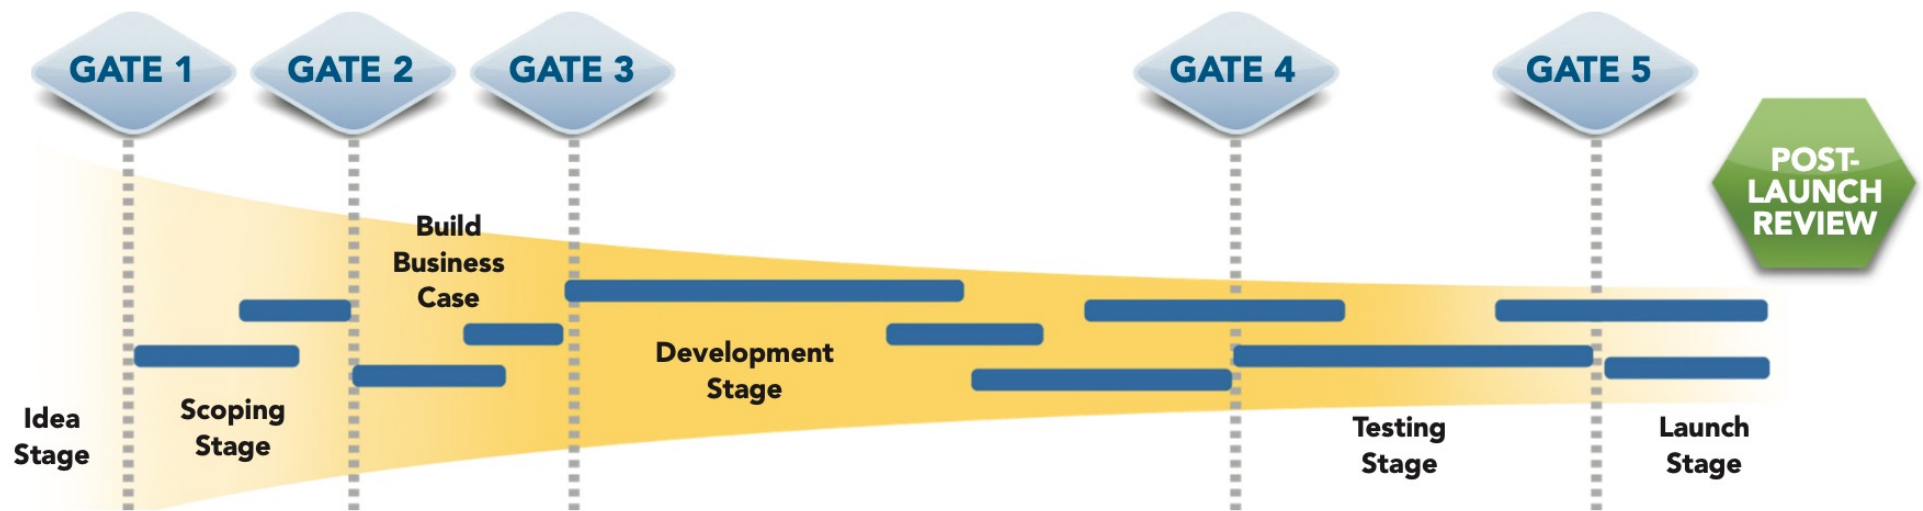 GATE 1
GATE 2
GATE 3
GATE 4
GATE 5
POST-
LAUNCH
REVIEW
Idea
Stage
Scoping
Stage
Build
Business
Case
Development
Stage
Testing
Stage
Launch
Stage